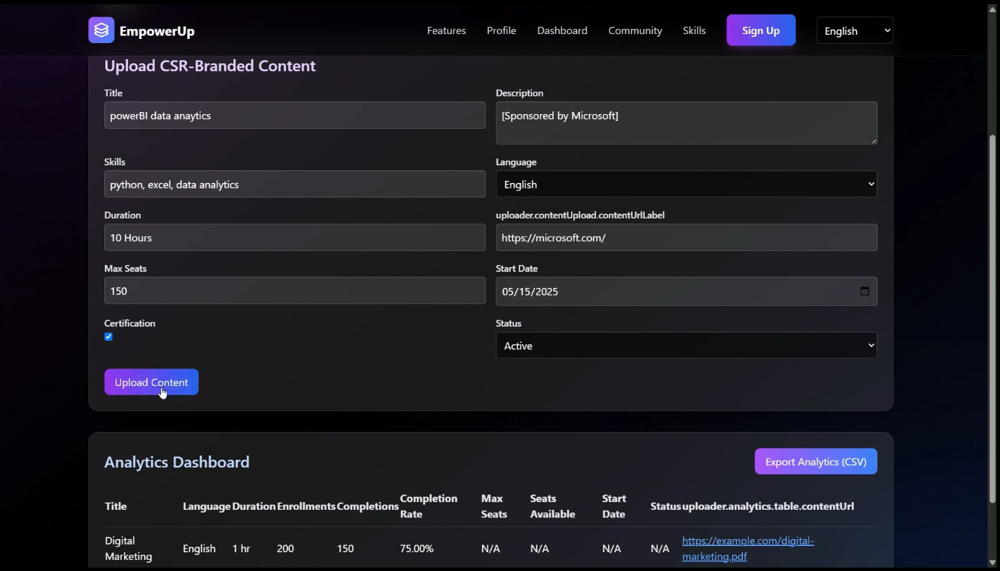 EmpowerUp
Features Profile Dashboard Community Skills Sign Up English
Upload CSR-Branded Content
Title Description
powerBI data anaytics [Sponsored by Microsoft]
Skills Language
python, excel, data analytics English
Duration uploader.contentUpload.contentUrlLabel
10 Hours https://microsoft.com/
Max Seats Start Date
150 05/15/2025
Certification Status
Active
Upload Content
Analytics Dashboard Export Analytics (CSV)
Title Language Duration Enrollments Completions Completion Rate Max Seats Seats Available Start Date Status uploader.analytics.table.contentUrl
Digital Marketing English 1 hr 200 150 75.00% N/A N/A N/A N/A https://example.com/digital-marketing.pdf